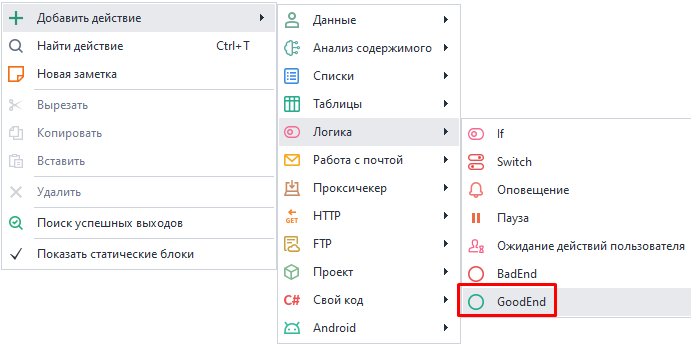 Добавить действие
Найти действие Ctrl+T
Новая заметка
Вырезать
Копировать
Вставить
Удалить
Поиск успешных выходов
Показать статические блоки
Данные
Анализ содержимого
Списки
Таблицы
Логика
Работа с почтой
Проксичекер
GET HTTP
FTP
Проект
C# Свой код
Android
If
Switch
Оповещение
Пауза
Ожидание действий пользователя
BadEnd
GoodEnd